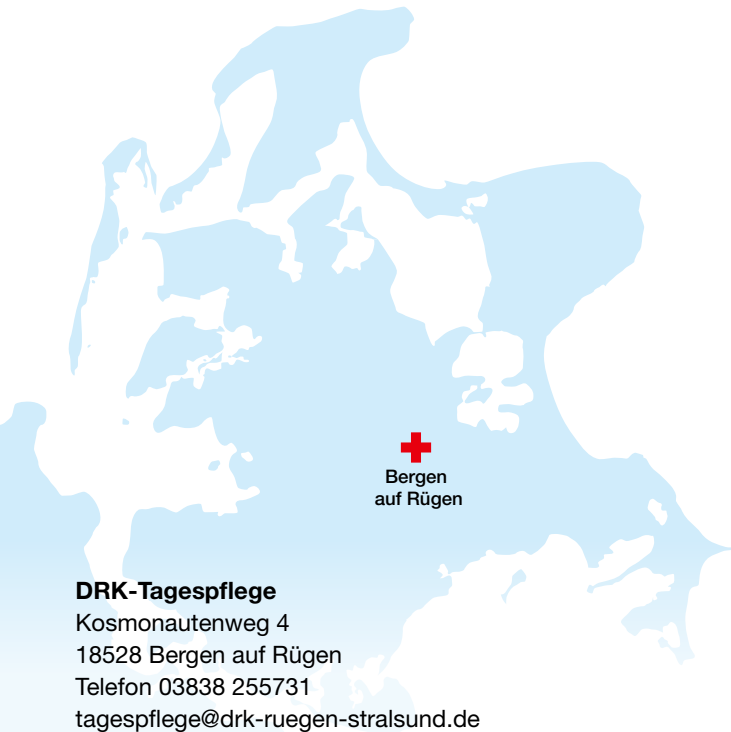 Bergen
auf Rügen
DRK-Tagespflege
Kosmonautenweg 4
18528 Bergen auf Rügen
Telefon 03838 255731
tagespflege@drk-ruegen-stralsund.de